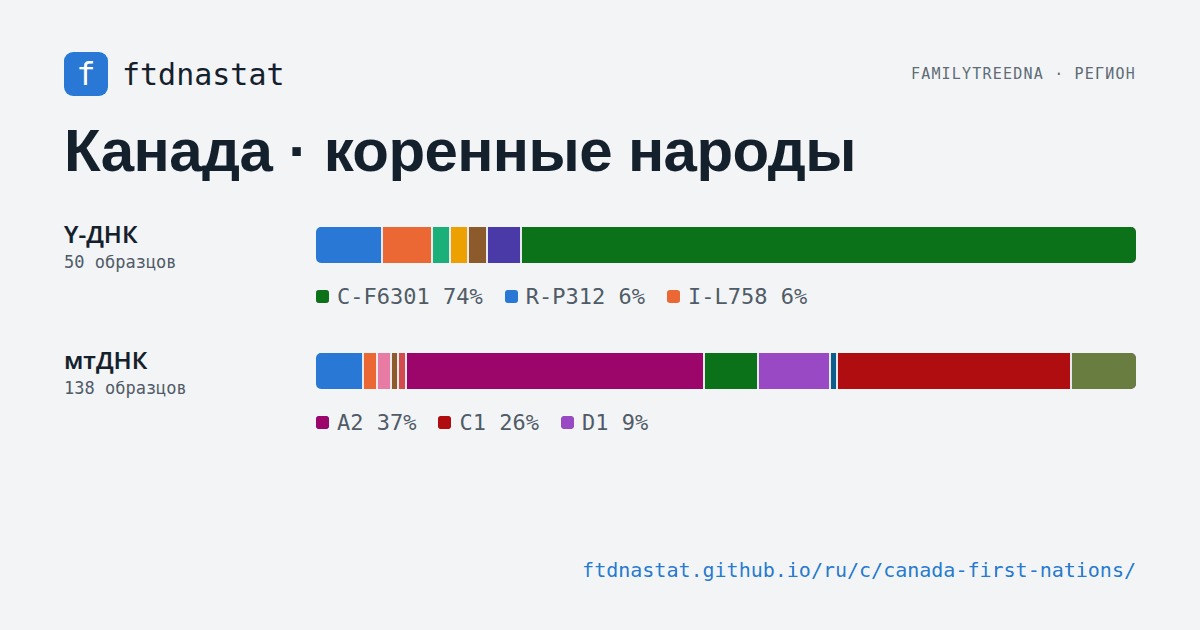 f ftdnastat
FAMILYTREEDNA · РЕГИОН
Канада · коренные народы
Y-ДНК
50 образцов
C-F6301 74% R-P312 6% I-L758 6%
мтДНК
138 образцов
A2 37% C1 26% D1 9%
ftdnastat.github.io/ru/c/canada-first-nations/